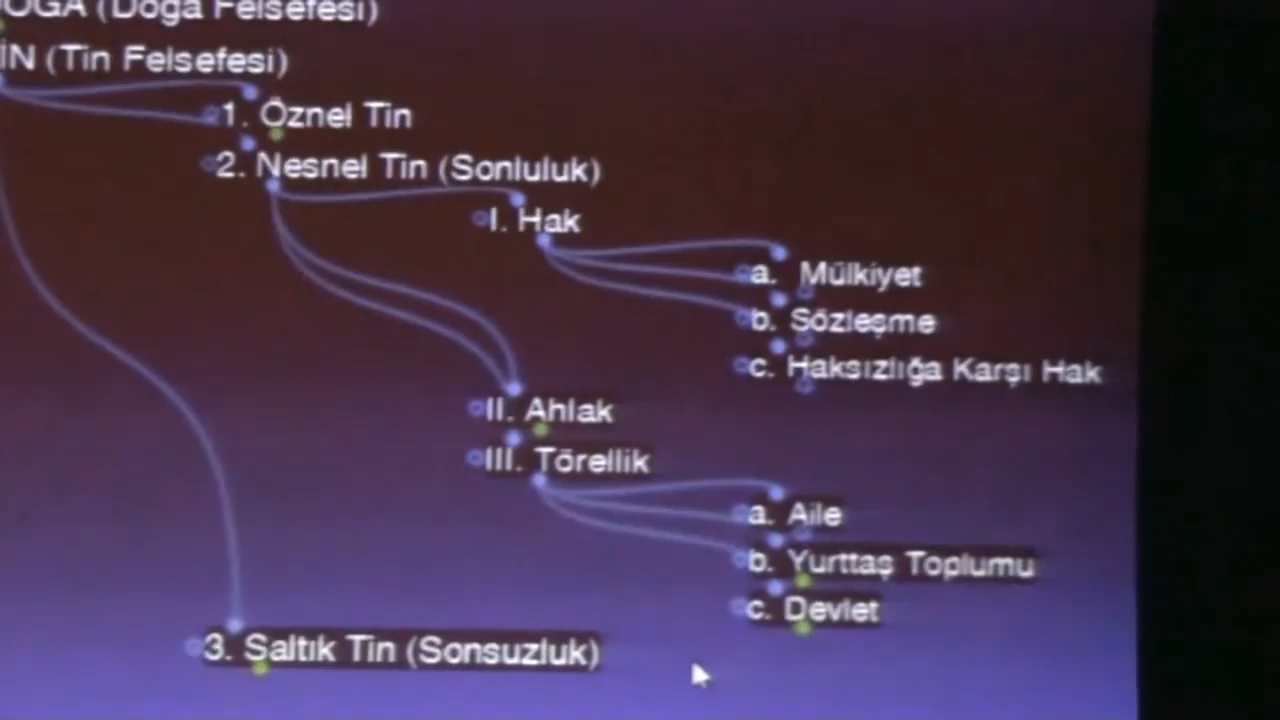 DOĞA (Doğa Felsefesi)
İN (Tin Felsefesi)
1. Öznel Tin
2. Nesnel Tin (Sonluluk)
I. Hak
a. Mülkiyet
b. Sözleşme
c. Haksızlığa Karşı Hak
II. Ahlak
III. Törellik
a. Aile
b. Yurttaş Toplumu
c. Devlet
3. Saltık Tin (Sonsuzluk)